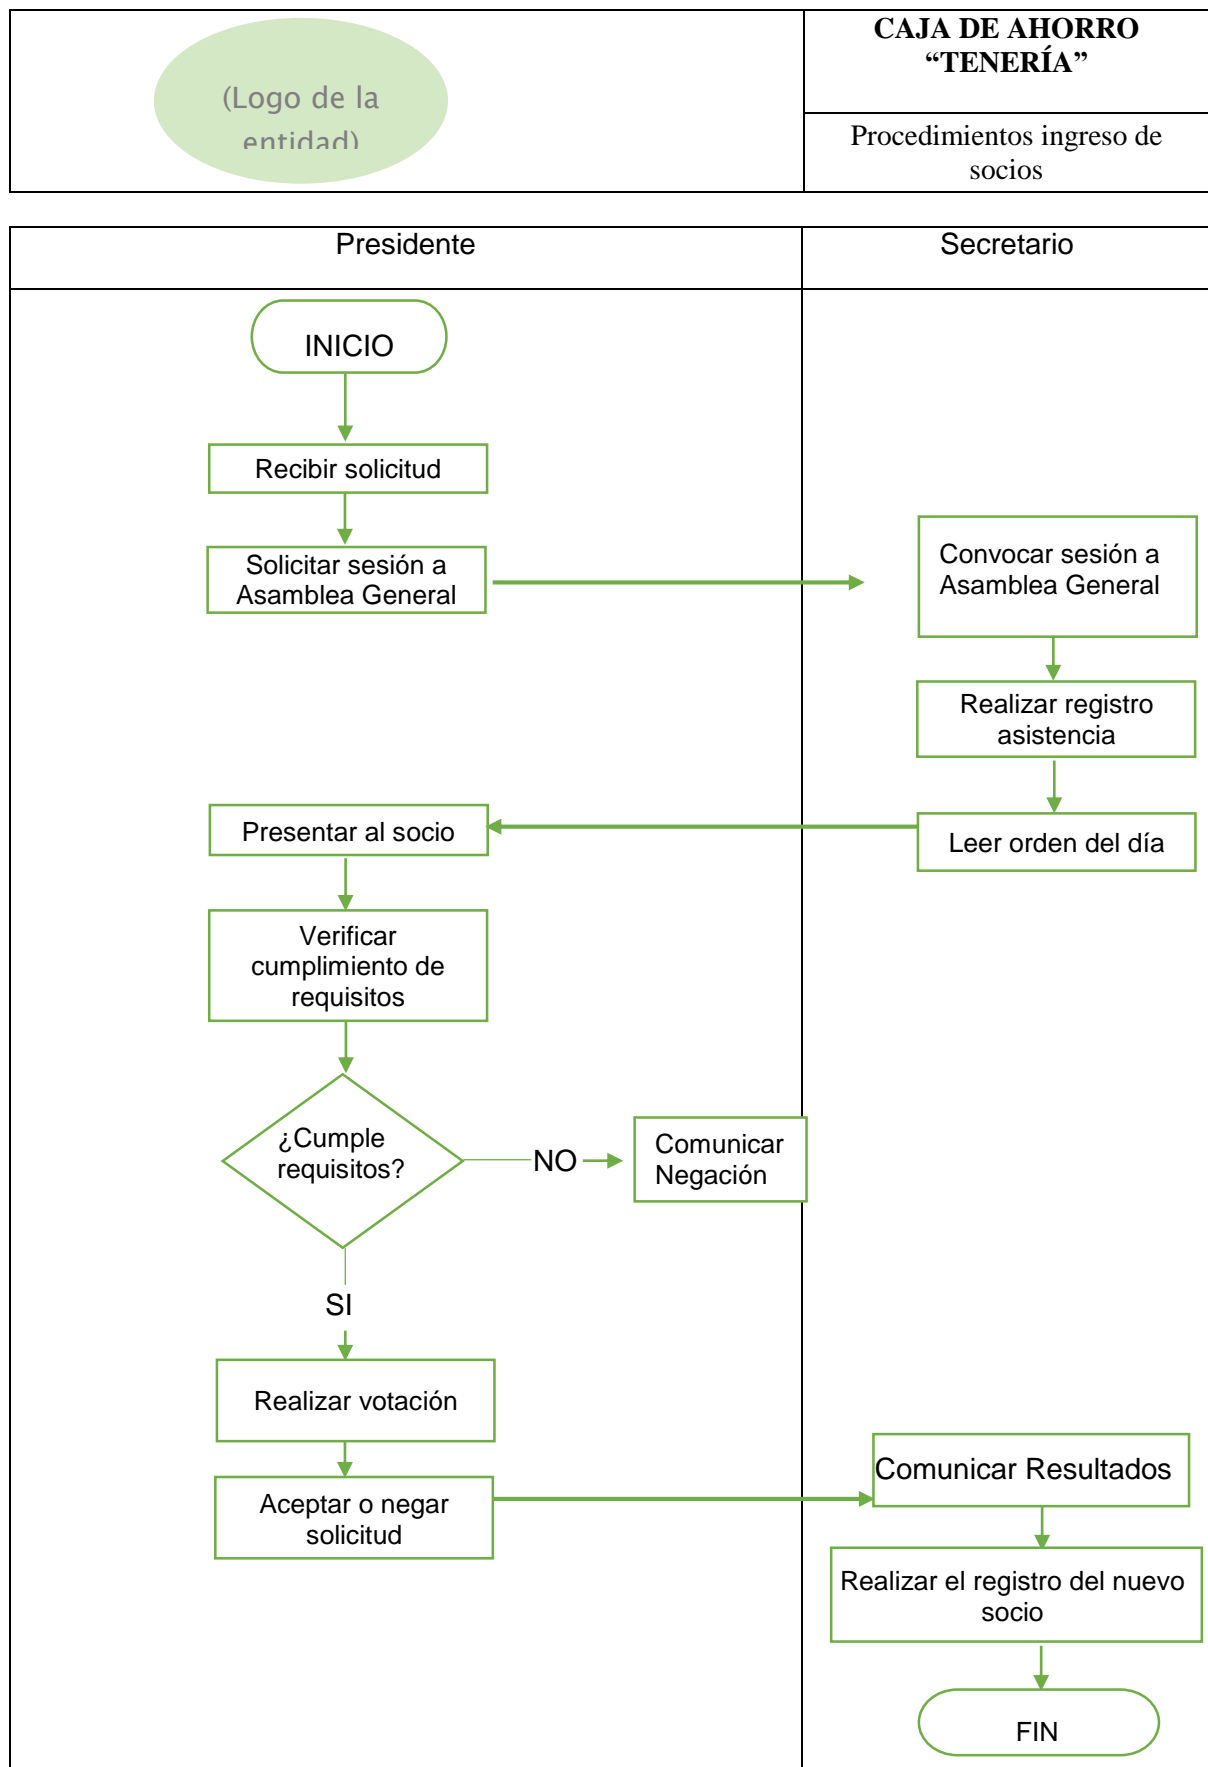 (Logo de la
entidad)
CAJA DE AHORRO
“TENERÍA”
Procedimientos ingreso de
socios
Presidente
Secretario
INICIO
Recibir solicitud
Solicitar sesión a
Asamblea General
Convocar sesión a
Asamblea General
Realizar registro
asistencia
Leer orden del día
Presentar al socio
Verificar
cumplimiento de
requisitos
¿Cumple
requisitos?
NO
Comunicar
Negación
SI
Realizar votación
Aceptar o negar
solicitud
Comunicar Resultados
Realizar el registro del nuevo
socio
FIN